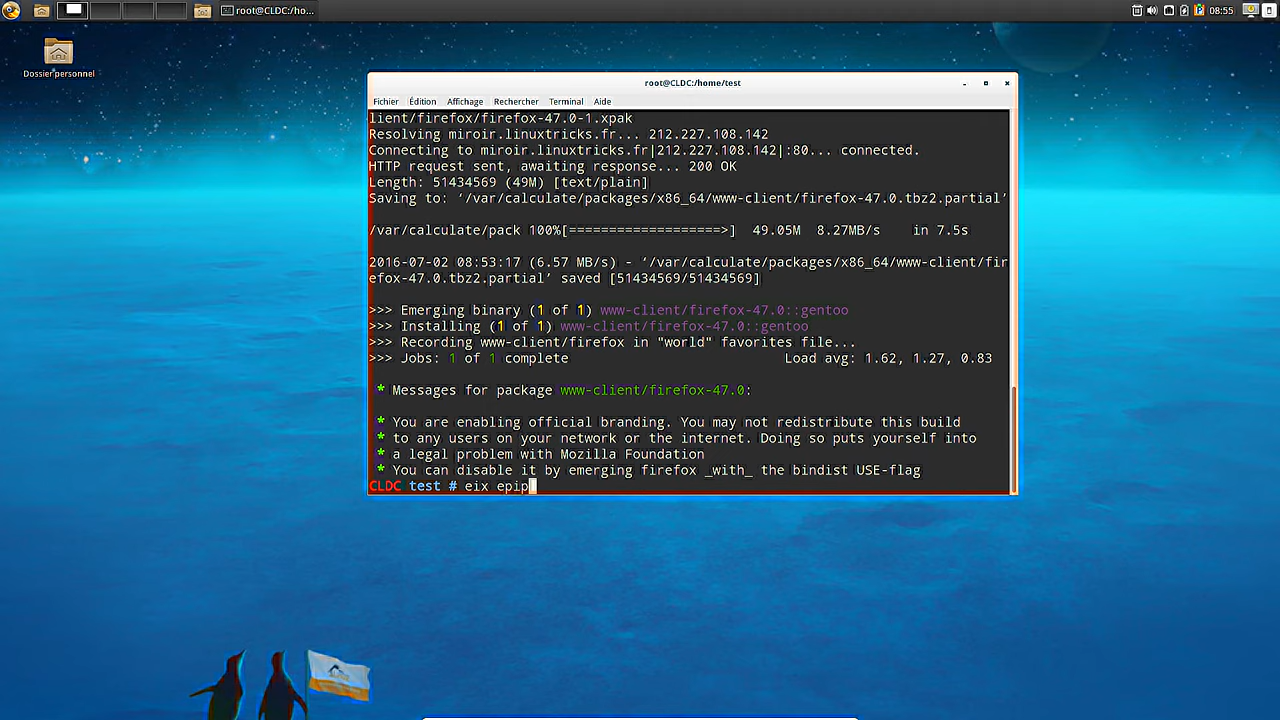 root@CLDC:/ho...
08:55
Dossier personnel
root@CLDC:/home/test
Fichier Édition Affichage Rechercher Terminal Aide
lient/firefox/firefox-47.0-1.xpak
Resolving miroir.linuxtricks.fr... 212.227.108.142
Connecting to miroir.linuxtricks.fr|212.227.108.142|:80... connected.
HTTP request sent, awaiting response... 200 OK
Length: 51434569 (49M) [text/plain]
Saving to: ‘/var/calculate/packages/x86_64/www-client/firefox-47.0.tbz2.partial’
/var/calculate/pack 100%[===================>] 49.05M 8.27MB/s in 7.5s
2016-07-02 08:53:17 (6.57 MB/s) - ‘/var/calculate/packages/x86_64/www-client/fir
efox-47.0.tbz2.partial’ saved [51434569/51434569]
>>> Emerging binary (1 of 1) www-client/firefox-47.0::gentoo
>>> Installing (1 of 1) www-client/firefox-47.0::gentoo
>>> Recording www-client/firefox in "world" favorites file...
>>> Jobs: 1 of 1 complete Load avg: 1.62, 1.27, 0.83
* Messages for package www-client/firefox-47.0:
* You are enabling official branding. You may not redistribute this build
* to any users on your network or the internet. Doing so puts yourself into
* a legal problem with Mozilla Foundation
* You can disable it by emerging firefox _with_ the bindist USE-flag
CLDC test # eix epip